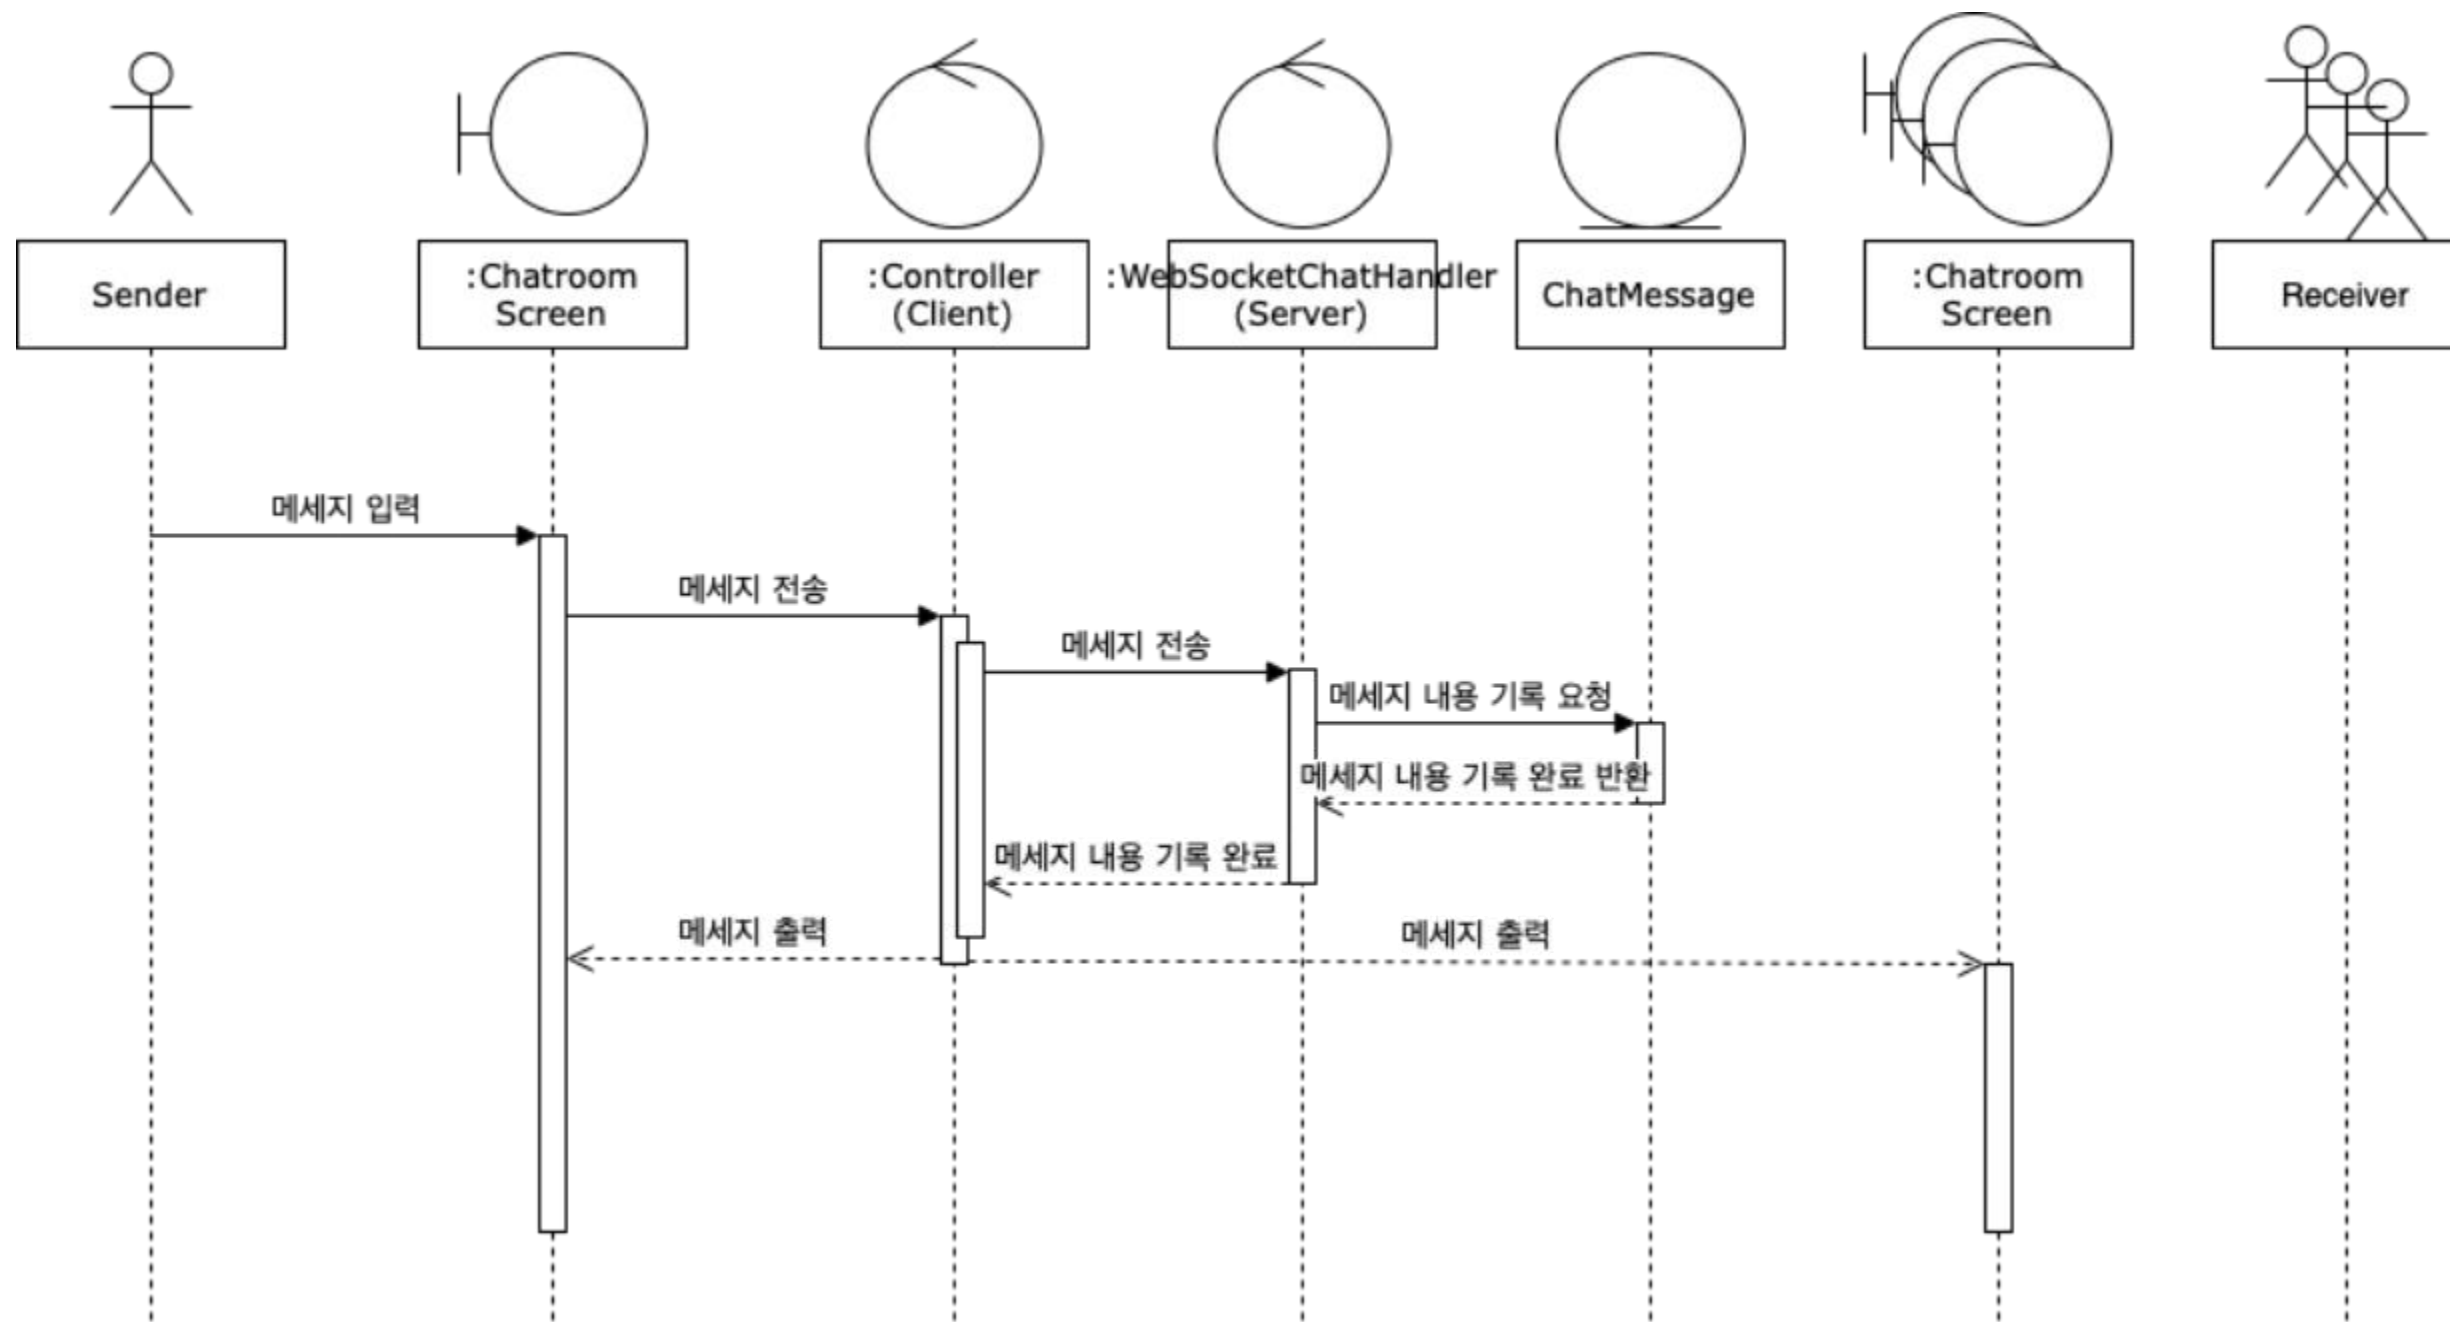 Sender
:Chatroom
Screen
:Controller
(Client)
:WebSocketChatHandler
(Server)
ChatMessage
:Chatroom
Screen
Receiver
메세지 입력
메세지 전송
메세지 전송
메세지 내용 기록 요청
메세지 내용 기록 완료 반환
메세지 내용 기록 완료
메세지 출력
메세지 출력